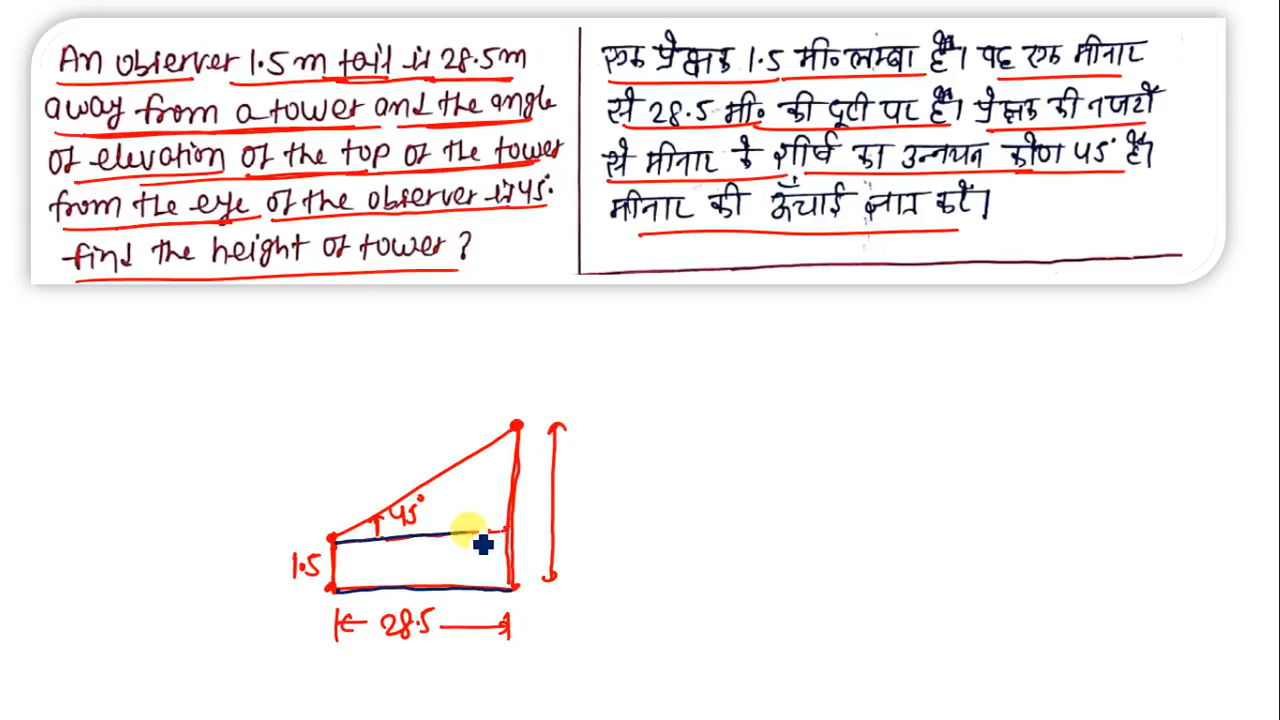 An observer 1.5 m tall is 28.5 m
away from a tower and the angle
of elevation of the top of the tower
from the eye of the observer is 45°
find the height of tower ?
एक प्रेक्षक 1.5 मी० लम्बा है। वह एक मीनार
से 28.5 मी० की दूरी पर है। प्रेक्षक की नजरों
से मीनार के शीर्ष का उन्नयन कोण 45° है।
मीनार की ऊँचाई ज्ञात करें।
45°
1.5
28.5